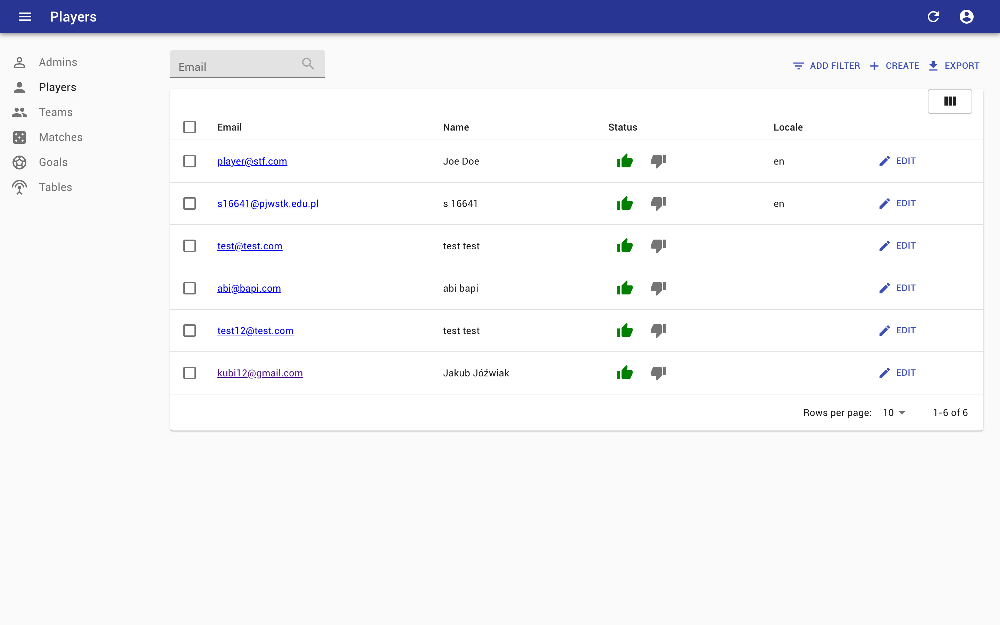 Players
Admins
Players
Teams
Matches
Goals
Tables
Email
ADD FILTER CREATE EXPORT
Email Name Status Locale
player@stf.com Joe Doe en EDIT
s16641@pjwstk.edu.pl s 16641 en EDIT
test@test.com test test EDIT
abi@bapi.com abi bapi EDIT
test12@test.com test test EDIT
kubi12@gmail.com Jakub Jóźwiak EDIT
Rows per page: 10 1-6 of 6